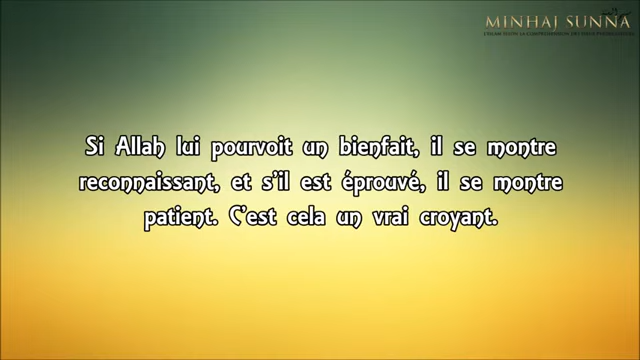 MINHAJ SUNNA
Si Allah lui pourvoit un bienfait, il se montre
reconnaissant, et s'il est éprouvé, il se montre
patient. C'est cela un vrai croyant.